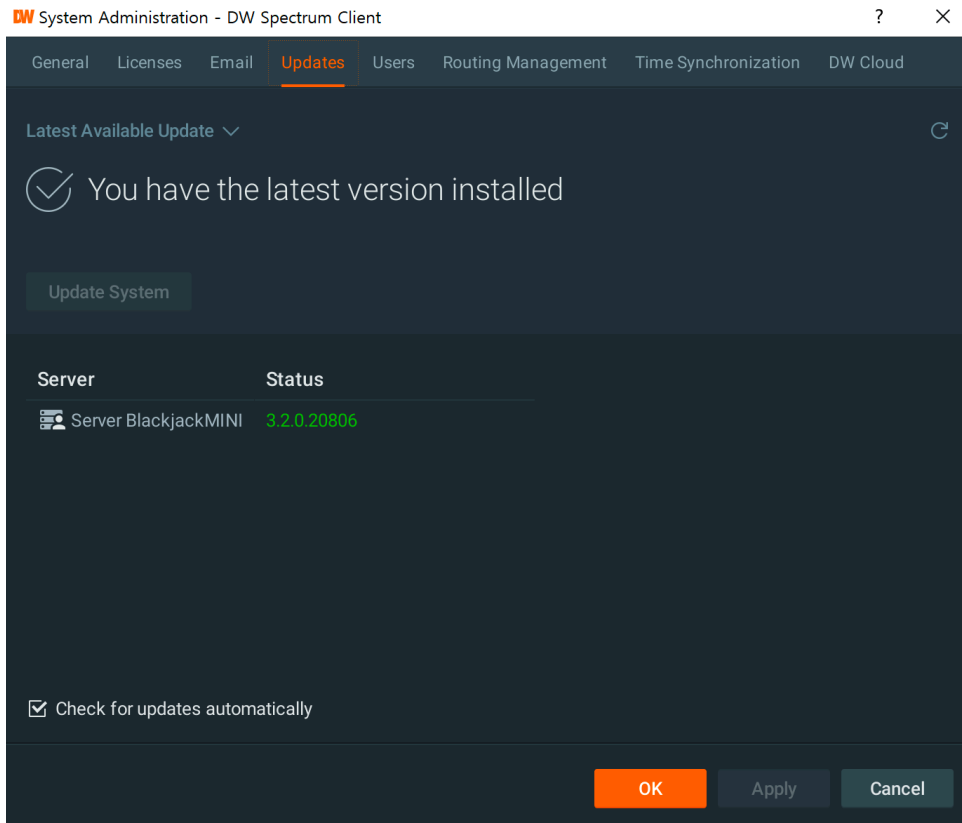 DW System Administration - DW Spectrum Client ?
General Licenses Email Updates Users Routing Management Time Synchronization DW Cloud
Latest Available Update
You have the latest version installed
Update System
Server Status
Server BlackjackMINI 3.2.0.20806
Check for updates automatically
OK Apply Cancel